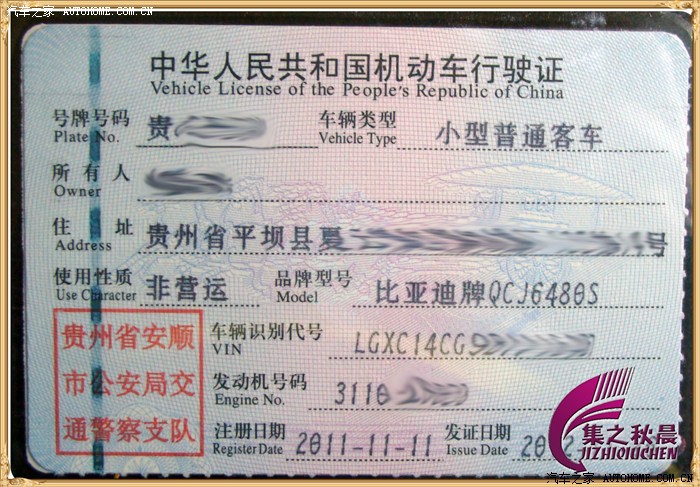 汽车之家 AUTOHOME.COM.CN
中华人民共和国机动车行驶证
Vehicle License of the People's Republic of China
号牌号码 贵 车辆类型 小型普通客车
Plate No. Vehicle Type
所有人
Owner
住址 贵州省平坝县夏 号
Address
使用性质 非营运 品牌型号 比亚迪牌QCJ6480S
Use Character Model
贵州省安顺
市公安局交
通警察支队
车辆识别代号 LGXC14CG
VIN
发动机号码 3110
Engine No.
注册日期 2011-11-11 发证日期 2012
Register Date Issue Date
集之秋晨
JIZHIQIUCHEN
汽车之家 AUTOHOME.COM.CN